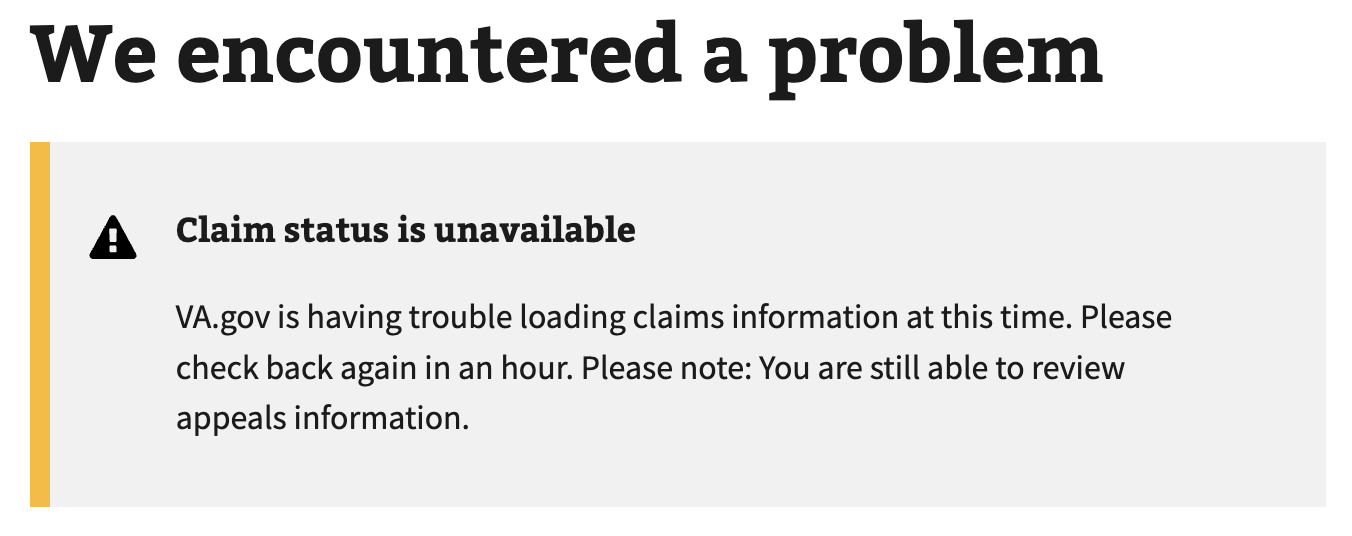 We encountered a problem
Claim status is unavailable
VA.gov is having trouble loading claims information at this time. Please
check back again in an hour. Please note: You are still able to review
appeals information.